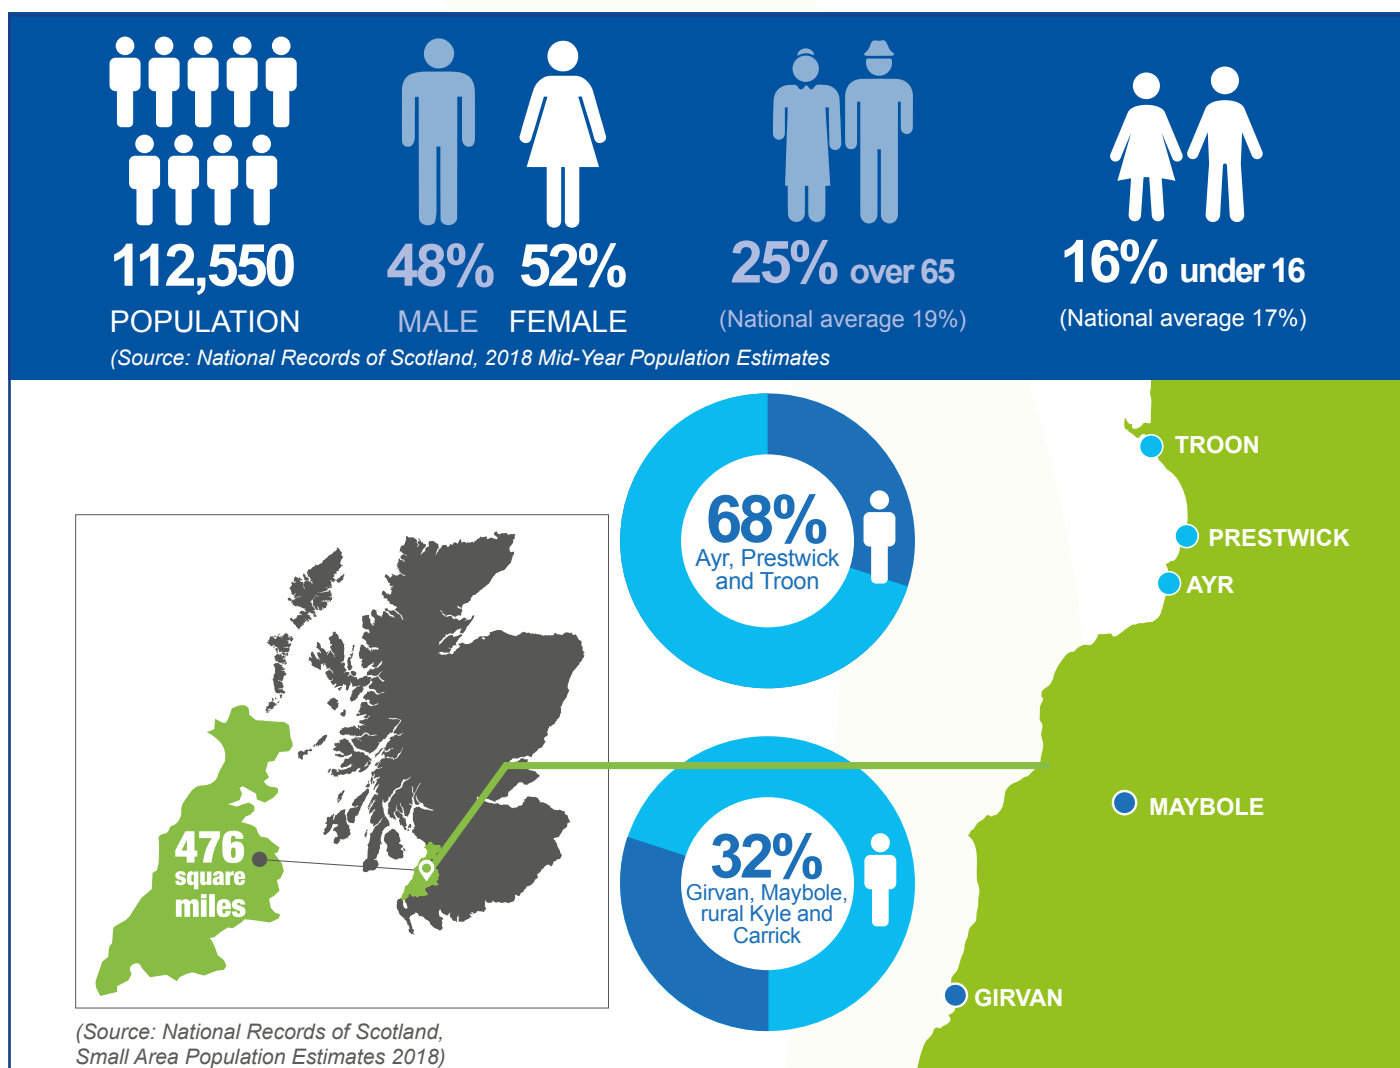 112,550
POPULATION
48%
MALE
52%
FEMALE
25% over 65
(National average 19%)
16% under 16
(National average 17%)
(Source: National Records of Scotland, 2018 Mid-Year Population Estimates
68%
Ayr, Prestwick
and Troon
TROON
PRESTWICK
AYR
476
square
miles
32%
Girvan, Maybole,
rural Kyle and
Carrick
MAYBOLE
GIRVAN
(Source: National Records of Scotland,
Small Area Population Estimates 2018)